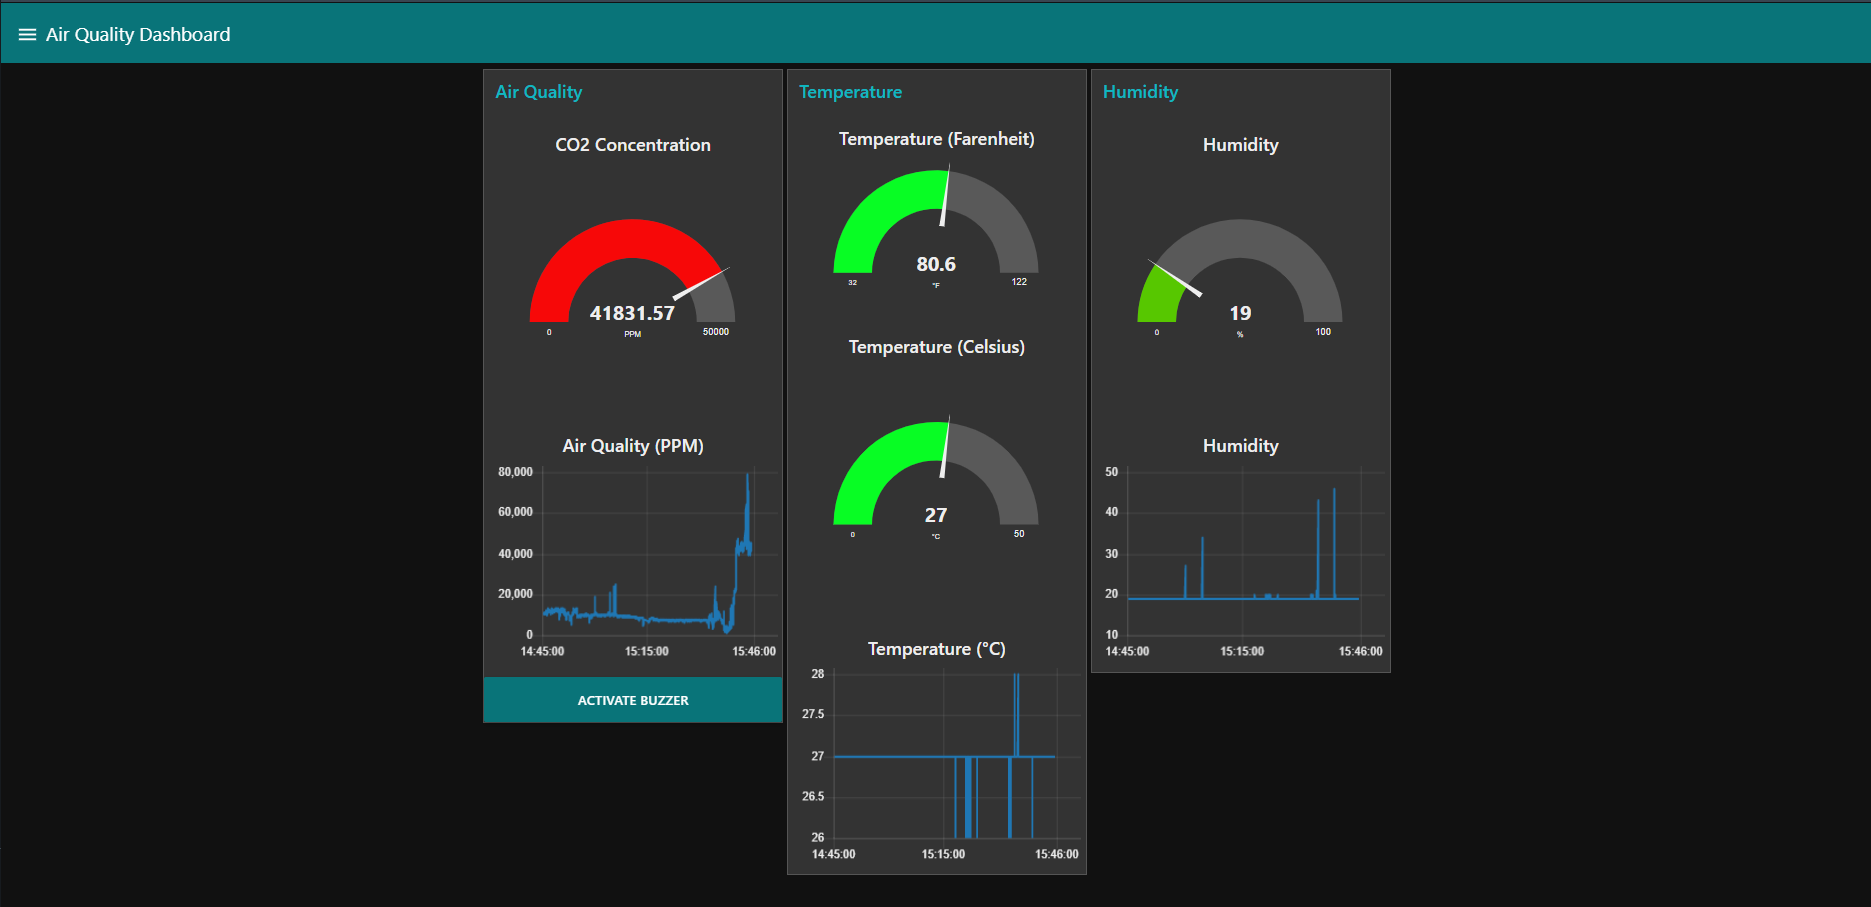 Air Quality Dashboard
Air Quality
CO2 Concentration
41831.57
0
PPM
50000
Air Quality (PPM)
80,000
60,000
40,000
20,000
0
14:45:00
15:15:00
15:46:00
ACTIVATE BUZZER
Temperature
Temperature (Farenheit)
80.6
32
°F
122
Temperature (Celsius)
27
0
°C
50
Temperature (°C)
28
27.5
27
26.5
26
14:45:00
15:15:00
15:46:00
Humidity
Humidity
19
0
%
100
Humidity
50
40
30
20
10
14:45:00
15:15:00
15:46:00